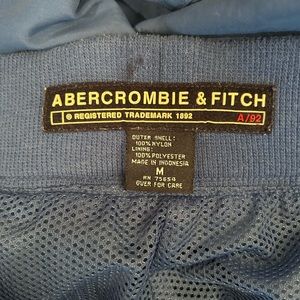 ABERCROMBIE & FITCH
© REGISTERED TRADEMARK 1892 A/92
OUTER SHELL:
100% NYLON
LINING:
100% POLYESTER
MADE IN INDONESIA
M
RN 75654
OVER FOR CARE